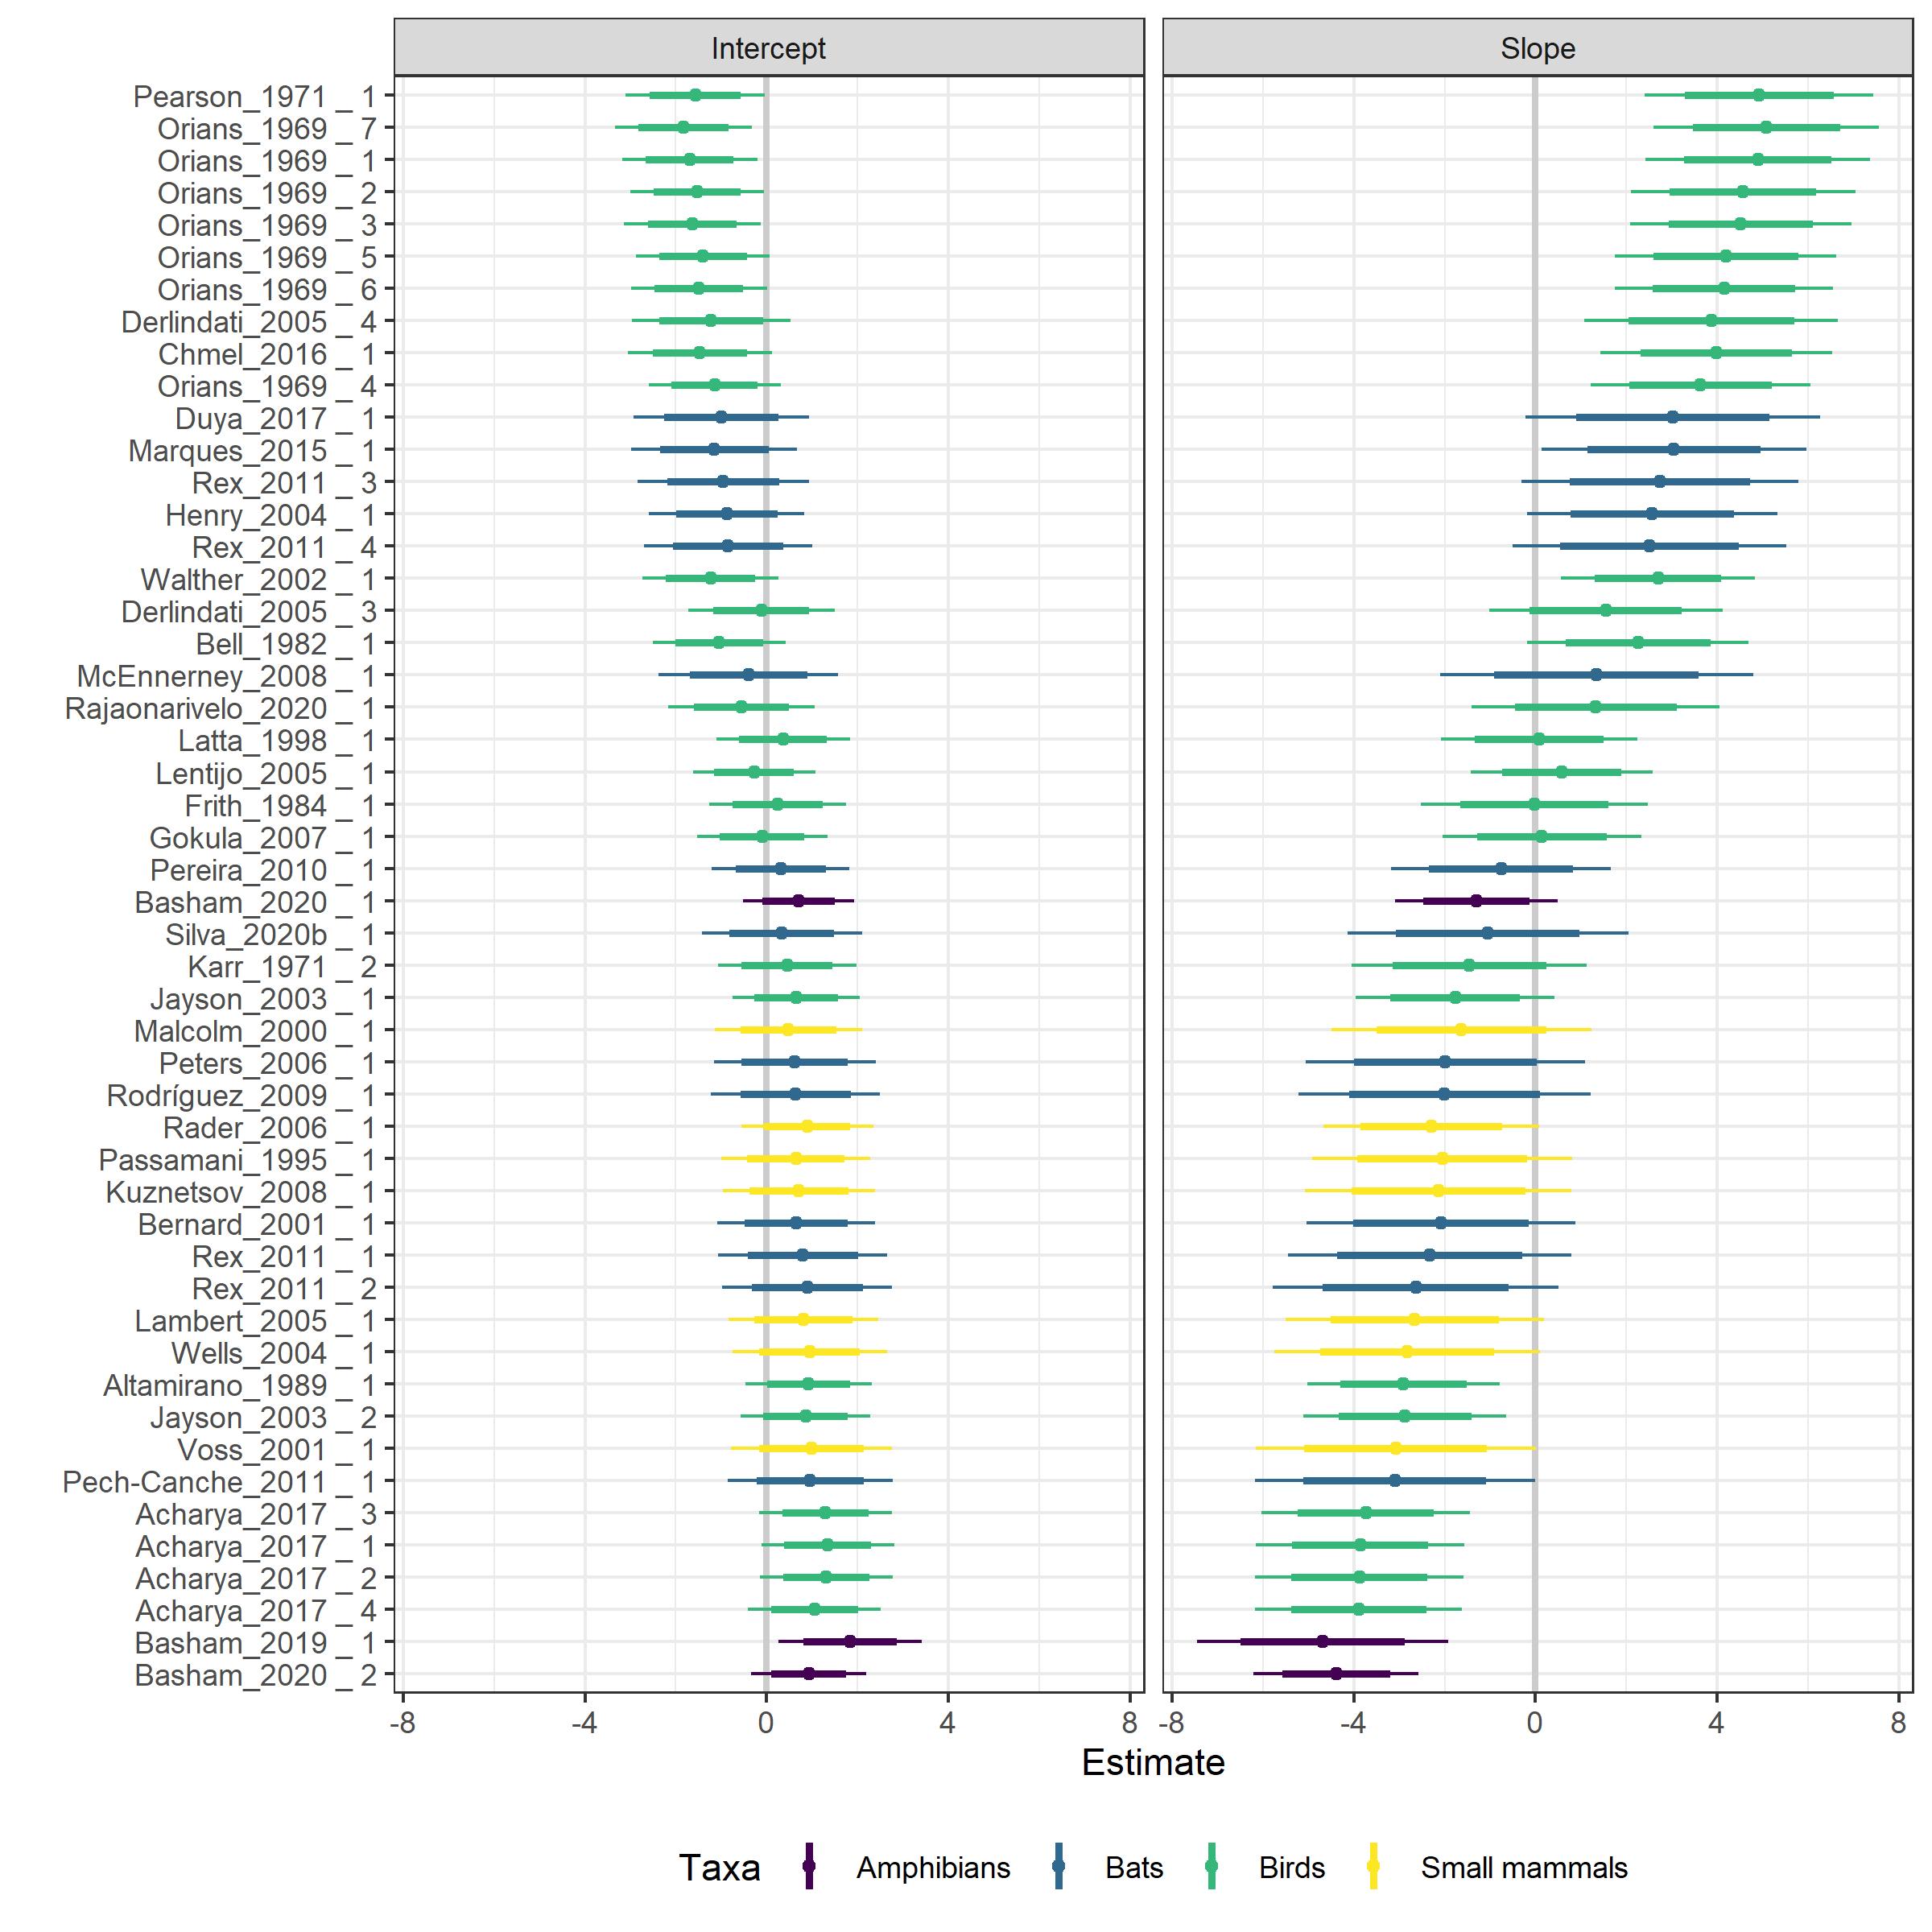 Intercept Slope
Pearson_1971 _ 1
Orians_1969 _ 7
Orians_1969 _ 1
Orians_1969 _ 2
Orians_1969 _ 3
Orians_1969 _ 5
Orians_1969 _ 6
Derlindati_2005 _ 4
Chmel_2016 _ 1
Orians_1969 _ 4
Duya_2017 _ 1
Marques_2015 _ 1
Rex_2011 _ 3
Henry_2004 _ 1
Rex_2011 _ 4
Walther_2002 _ 1
Derlindati_2005 _ 3
Bell_1982 _ 1
McEnnerney_2008 _ 1
Rajaonarivelo_2020 _ 1
Latta_1998 _ 1
Lentijo_2005 _ 1
Frith_1984 _ 1
Gokula_2007 _ 1
Pereira_2010 _ 1
Basham_2020 _ 1
Silva_2020b _ 1
Karr_1971 _ 2
Jayson_2003 _ 1
Malcolm_2000 _ 1
Peters_2006 _ 1
Rodríguez_2009 _ 1
Rader_2006 _ 1
Passamani_1995 _ 1
Kuznetsov_2008 _ 1
Bernard_2001 _ 1
Rex_2011 _ 1
Rex_2011 _ 2
Lambert_2005 _ 1
Wells_2004 _ 1
Altamirano_1989 _ 1
Jayson_2003 _ 2
Voss_2001 _ 1
Pech-Canche_2011 _ 1
Acharya_2017 _ 3
Acharya_2017 _ 1
Acharya_2017 _ 2
Acharya_2017 _ 4
Basham_2019 _ 1
Basham_2020 _ 2
-8 -4 0 4 8 -8 -4 0 4 8
Estimate
Taxa Amphibians Bats Birds Small mammals